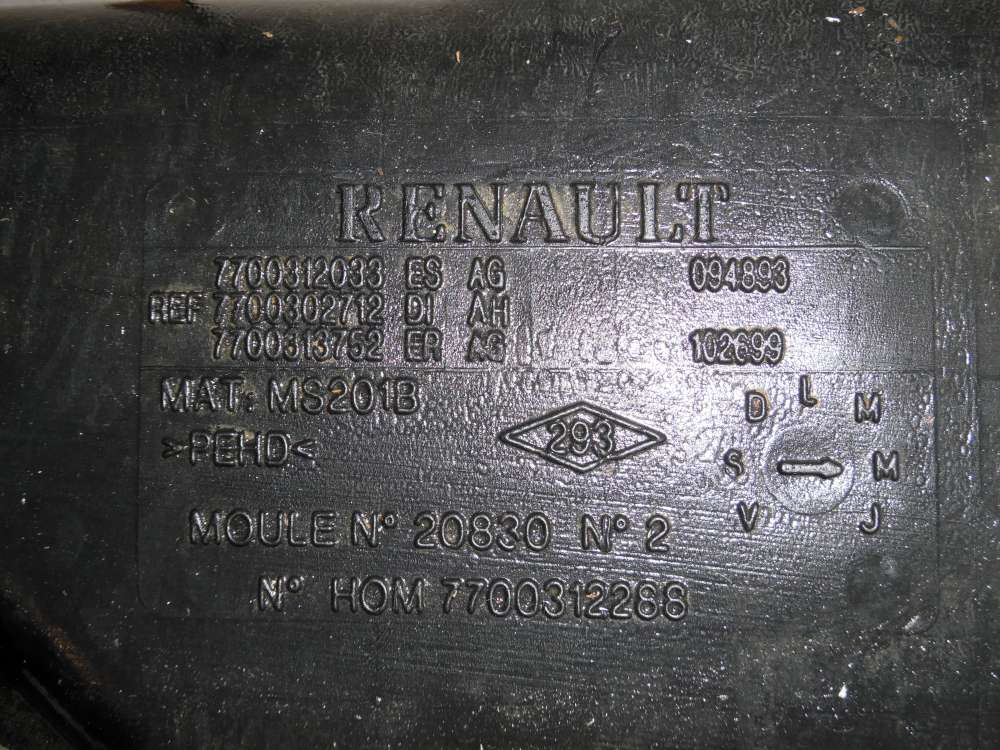 RENAULT
7700312033 ES AG 094893
REF 7700302712 DI AH
7700313752 ER AG 102699
MAT: MS201B
>PEHD<
293
D L M
S M
V J
MOULE N° 20830 N° 2
N° HOM 7700312288